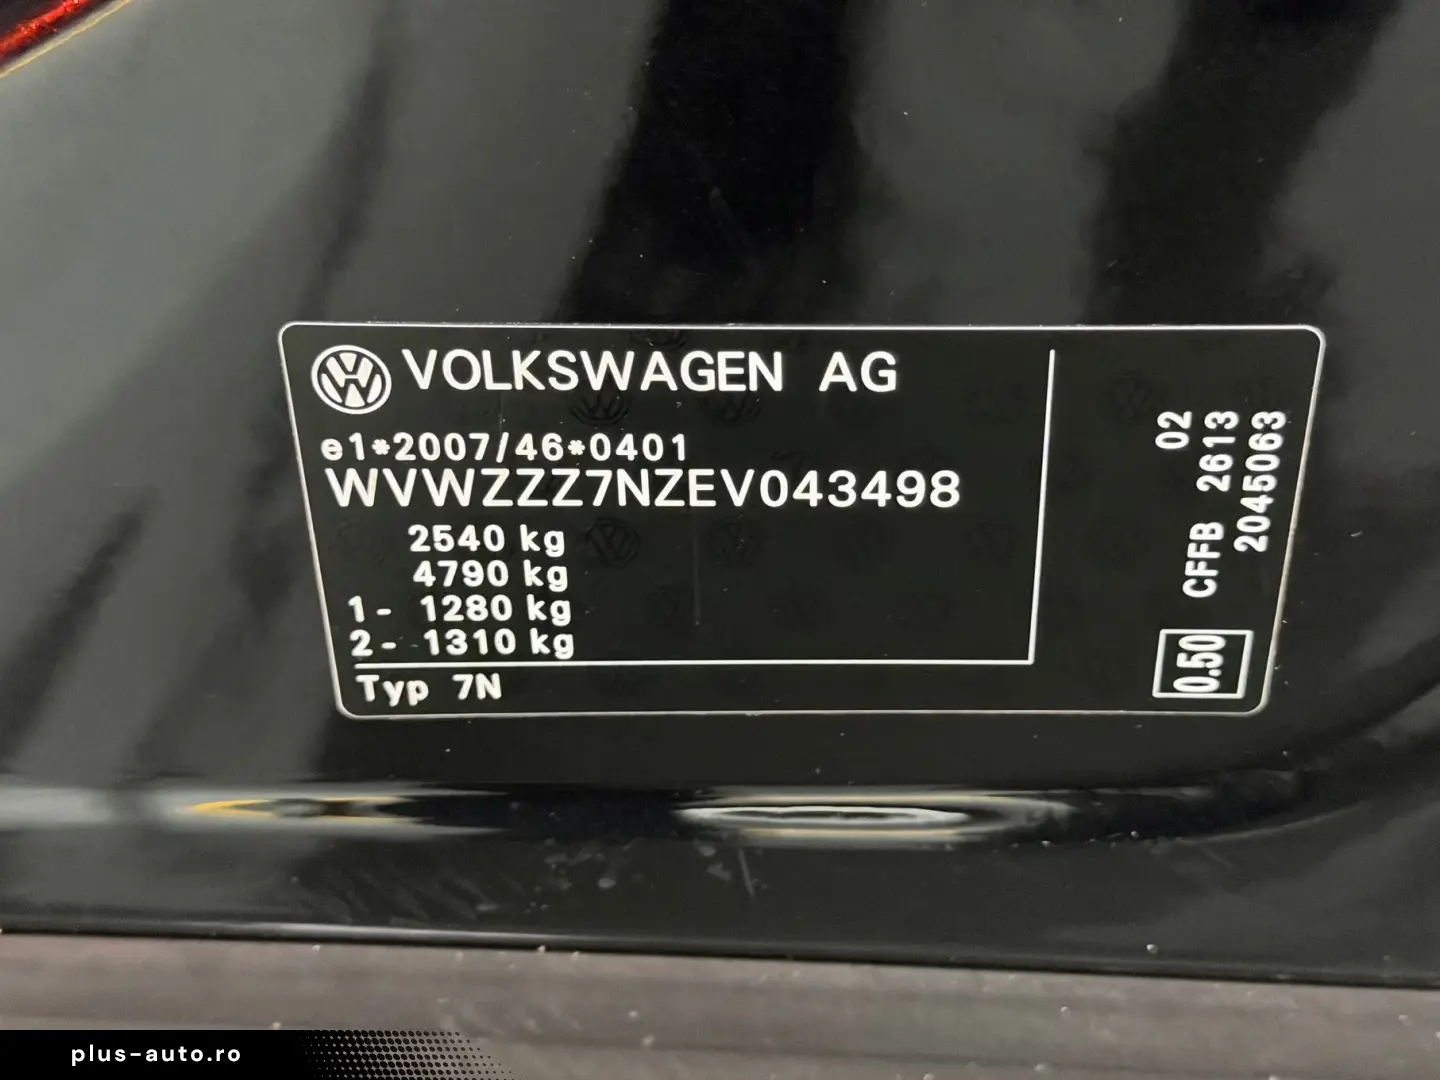 VOLKSWAGEN AG
e1*2007/46*0401
WVWZZZ7NZEV043498
2540 kg
4790 kg
1- 1280 kg
2- 1310 kg
Typ 7N
02
CFFB 2613
2045063
0.50
plus-auto.ro